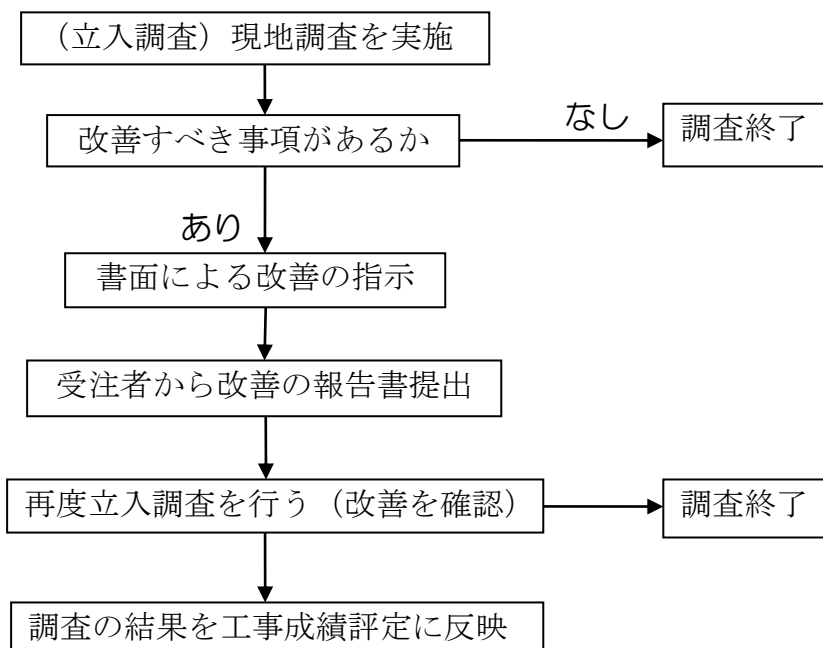 (立入調査)現地調査を実施
改善すべき事項があるか
なし
調査終了
あり
書面による改善の指示
受注者から改善の報告書提出
再度立入調査を行う(改善を確認)
調査終了
調査の結果を工事成績評定に反映